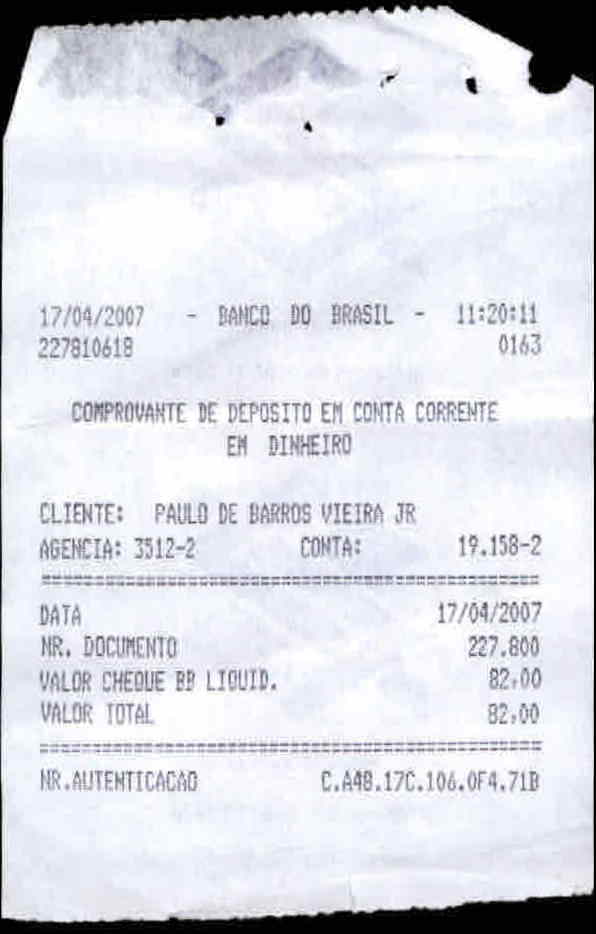 17/04/2007 - BANCO DO BRASIL - 11:20:11
227810618 0163
COMPROVANTE DE DEPOSITO EM CONTA CORRENTE
EM DINHEIRO
CLIENTE: PAULO DE BARROS VIEIRA JR
AGENCIA: 3512-2 CONTA: 19.158-2
================================================
DATA 17/04/2007
NR. DOCUMENTO 227.800
VALOR CHEQUE BB LIQUID. 82,00
VALOR TOTAL 82,00
================================================
NR.AUTENTICACAO C.A4B.17C.106.0F4.71B